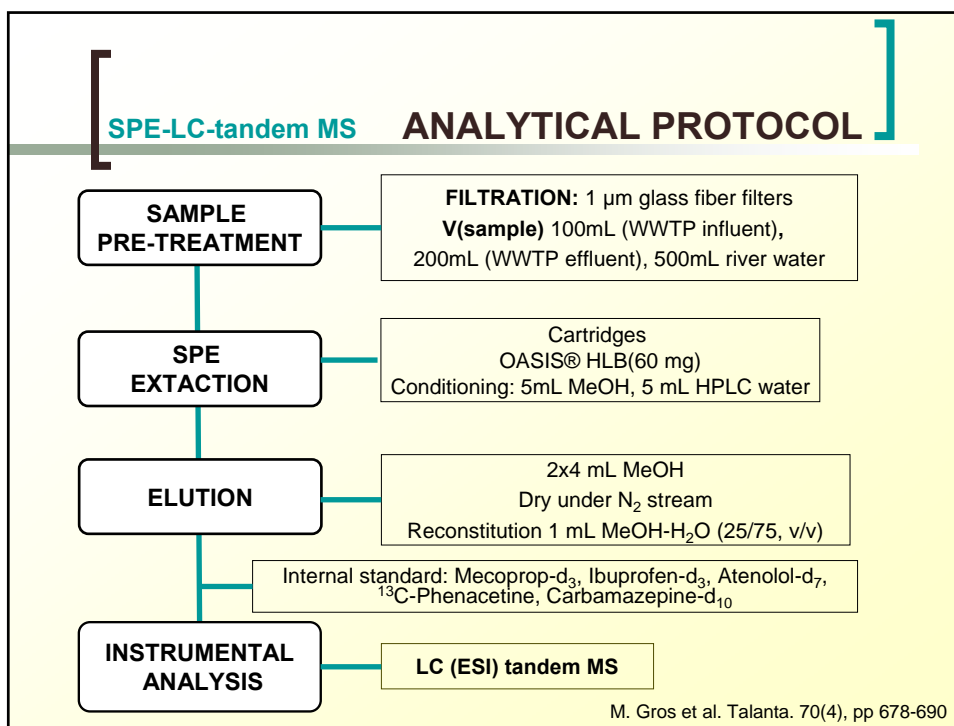 SPE-LC-tandem MS ANALYTICAL PROTOCOL
SAMPLE
PRE-TREATMENT
FILTRATION: 1 µm glass fiber filters
V(sample) 100mL (WWTP influent),
200mL (WWTP effluent), 500mL river water
SPE
EXTACTION
Cartridges
OASIS® HLB(60 mg)
Conditioning: 5mL MeOH, 5 mL HPLC water
ELUTION
2x4 mL MeOH
Dry under N₂ stream
Reconstitution 1 mL MeOH-H₂O (25/75, v/v)
Internal standard: Mecoprop-d₃, Ibuprofen-d₃, Atenolol-d₇,
¹³C-Phenacetine, Carbamazepine-d₁₀
INSTRUMENTAL
ANALYSIS
LC (ESI) tandem MS
M. Gros et al. Talanta. 70(4), pp 678-690